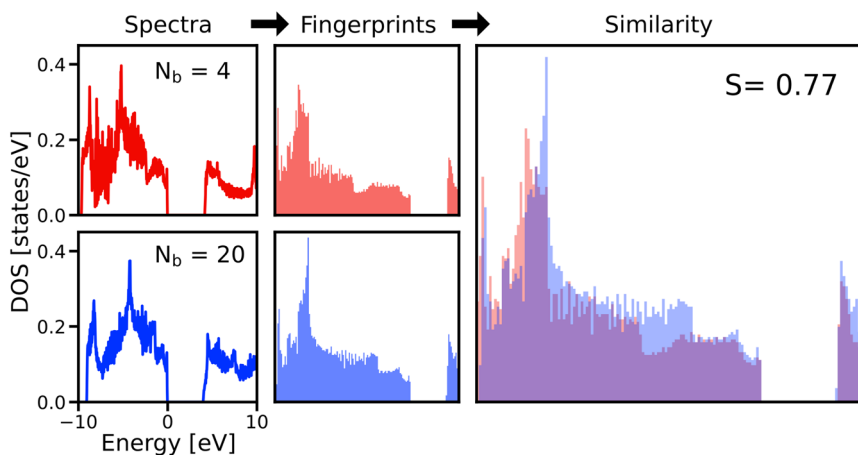 Spectra Fingerprints Similarity
DOS [states/eV]
0.4
0.2
0.0
N_b = 4
S= 0.77
0.4
0.2
0.0
N_b = 20
−10 0 10
Energy [eV]